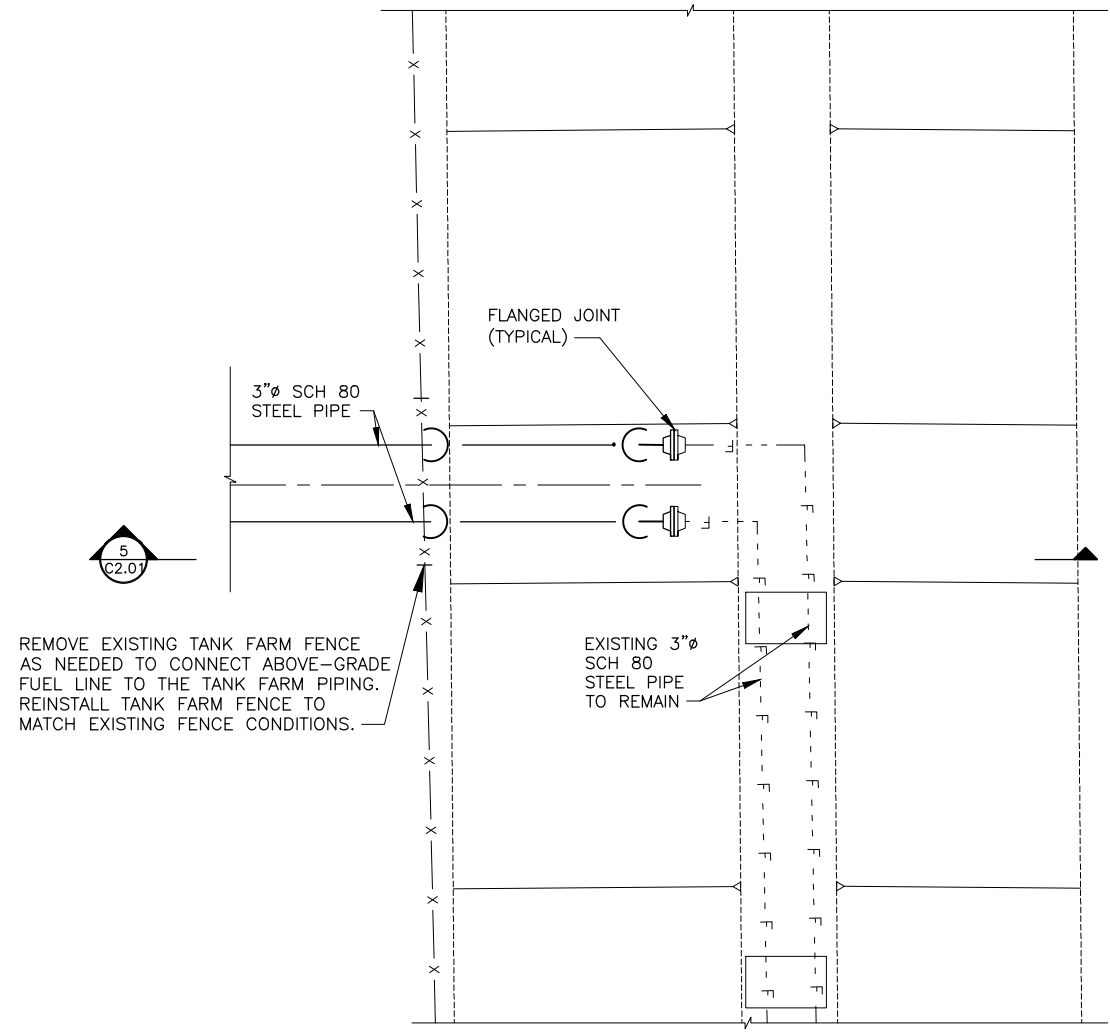 FLANGED JOINT
(TYPICAL)
3"ø SCH 80
STEEL PIPE
5
C2.01
REMOVE EXISTING TANK FARM FENCE
AS NEEDED TO CONNECT ABOVE-GRADE
FUEL LINE TO THE TANK FARM PIPING.
REINSTALL TANK FARM FENCE TO
MATCH EXISTING FENCE CONDITIONS.
EXISTING 3"ø
SCH 80
STEEL PIPE
TO REMAIN